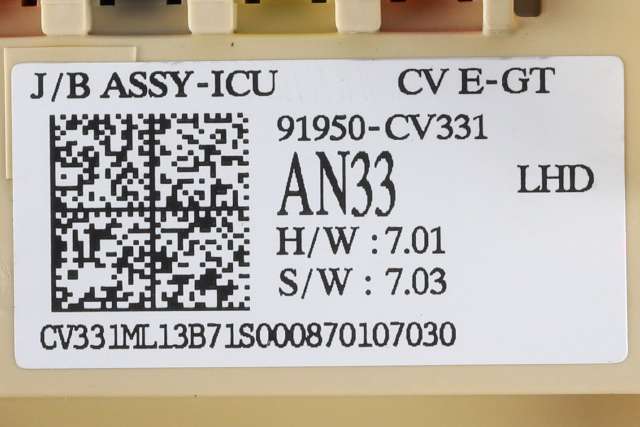 J/B ASSY-ICU CV E-GT
91950-CV331
AN33 LHD
H/W : 7.01
S/W : 7.03
CV331ML13B71S000870107030